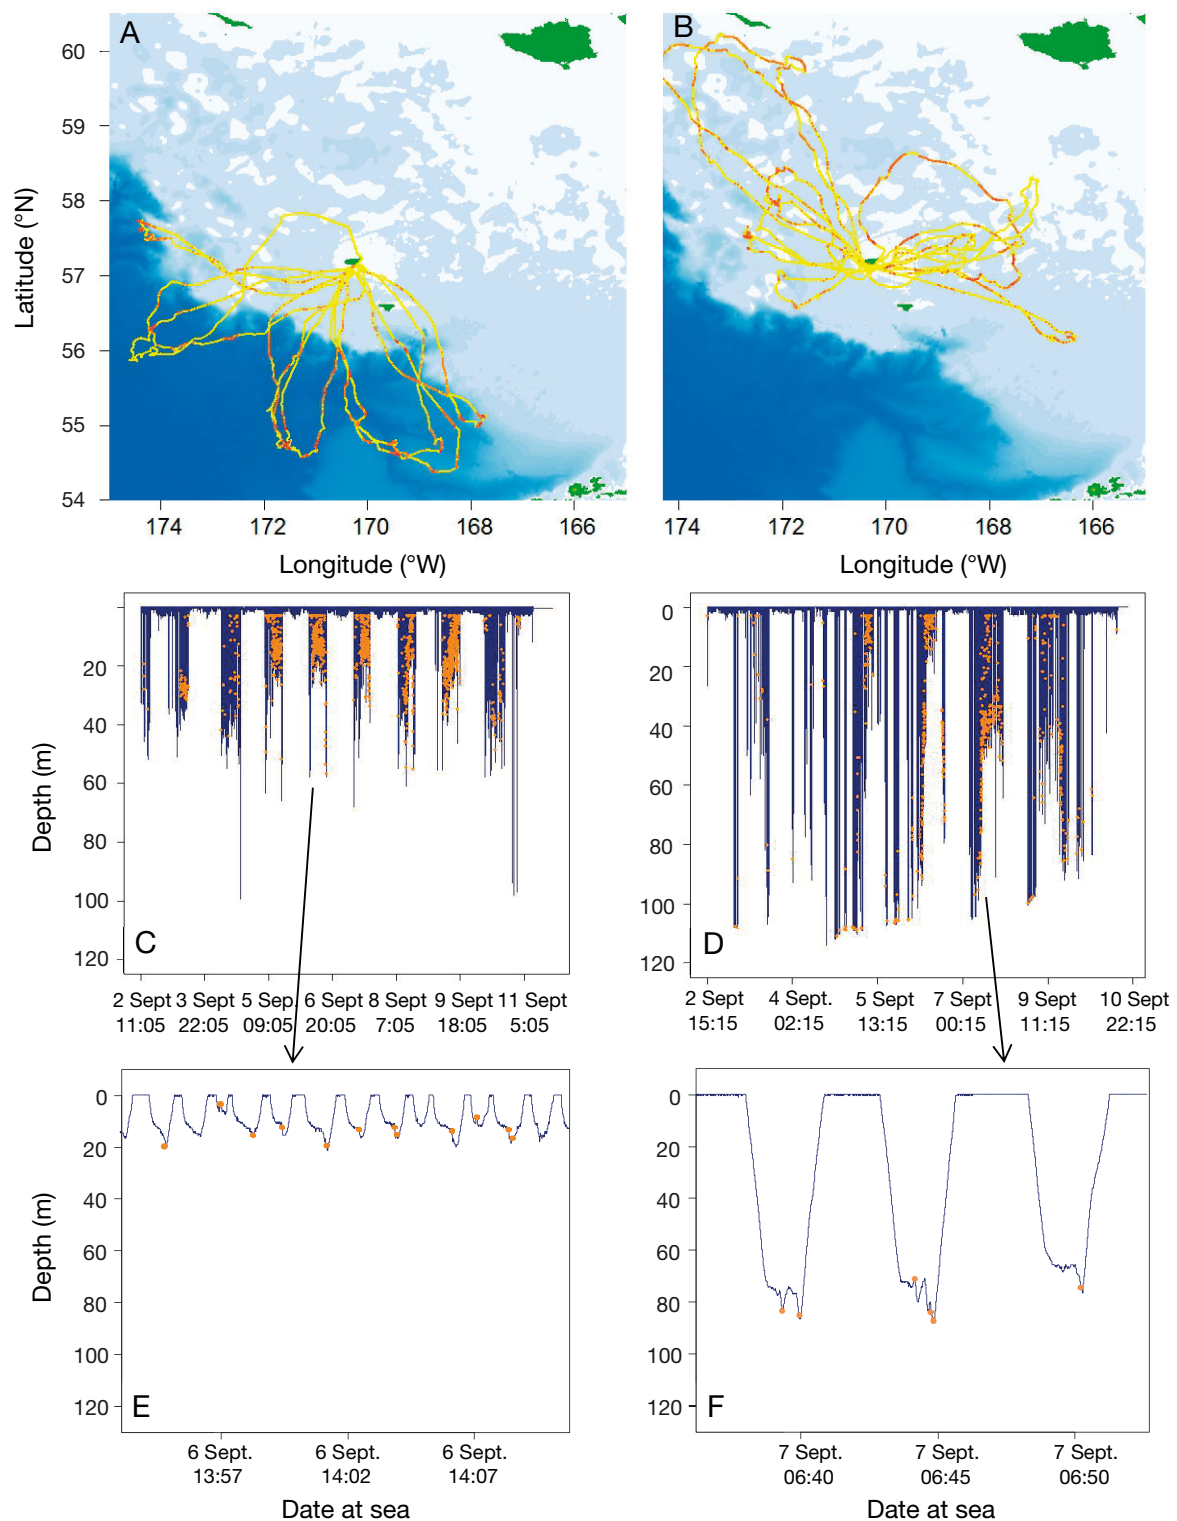 A
B
60
59
58
57
56
55
54
Latitude (°N)
174 172 170 168 166
174 172 170 168 166
Longitude (°W)
Longitude (°W)
20
40
60
80
100
120
Depth (m)
C
0
20
40
60
80
100
120
D
2 Sept 3 Sept 5 Sep. 6 Sept 8 Sept 9 Sept 11 Sept
11:05 22:05 09:05 20:05 7:05 18:05 5:05
2 Sept 4 Sept. 5 Sept 7 Sept 9 Sept 10 Sept
15:15 02:15 13:15 00:15 11:15 22:15
0
20
40
60
80
100
120
Depth (m)
E
0
20
40
60
80
100
120
F
6 Sept. 6 Sept. 6 Sept.
13:57 14:02 14:07
7 Sept. 7 Sept. 7 Sept.
06:40 06:45 06:50
Date at sea
Date at sea